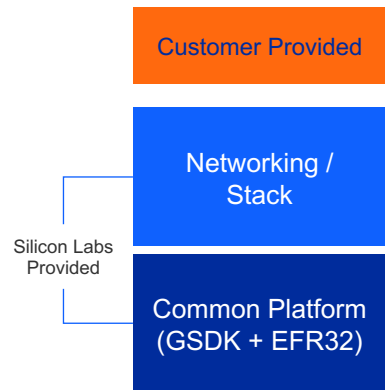 Customer Provided
Networking /
Stack
Silicon Labs
Provided
Common Platform
(GSDK + EFR32)